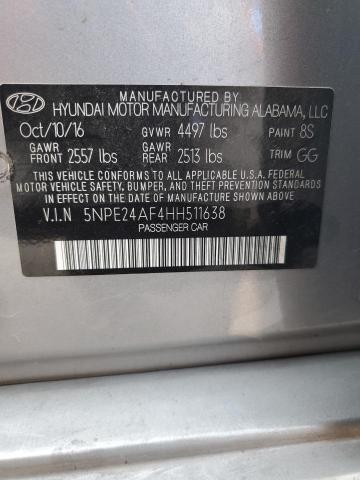 MANUFACTURED BY
HYUNDAI MOTOR MANUFACTURING ALABAMA, LLC
Oct/10/16 GVWR 4497 lbs PAINT 8S
GAWR FRONT 2557 lbs GAWR REAR 2513 lbs TRIM GG
THIS VEHICLE CONFORMS TO ALL APPLICABLE U.S.A. FEDERAL
MOTOR VEHICLE SAFETY, BUMPER, AND THEFT PREVENTION
STANDARDS IN EFFECT ON THE DATE OF MANUFACTURE SHOWN ABOVE.
V.I.N 5NPE24AF4HH511638
PASSENGER CAR